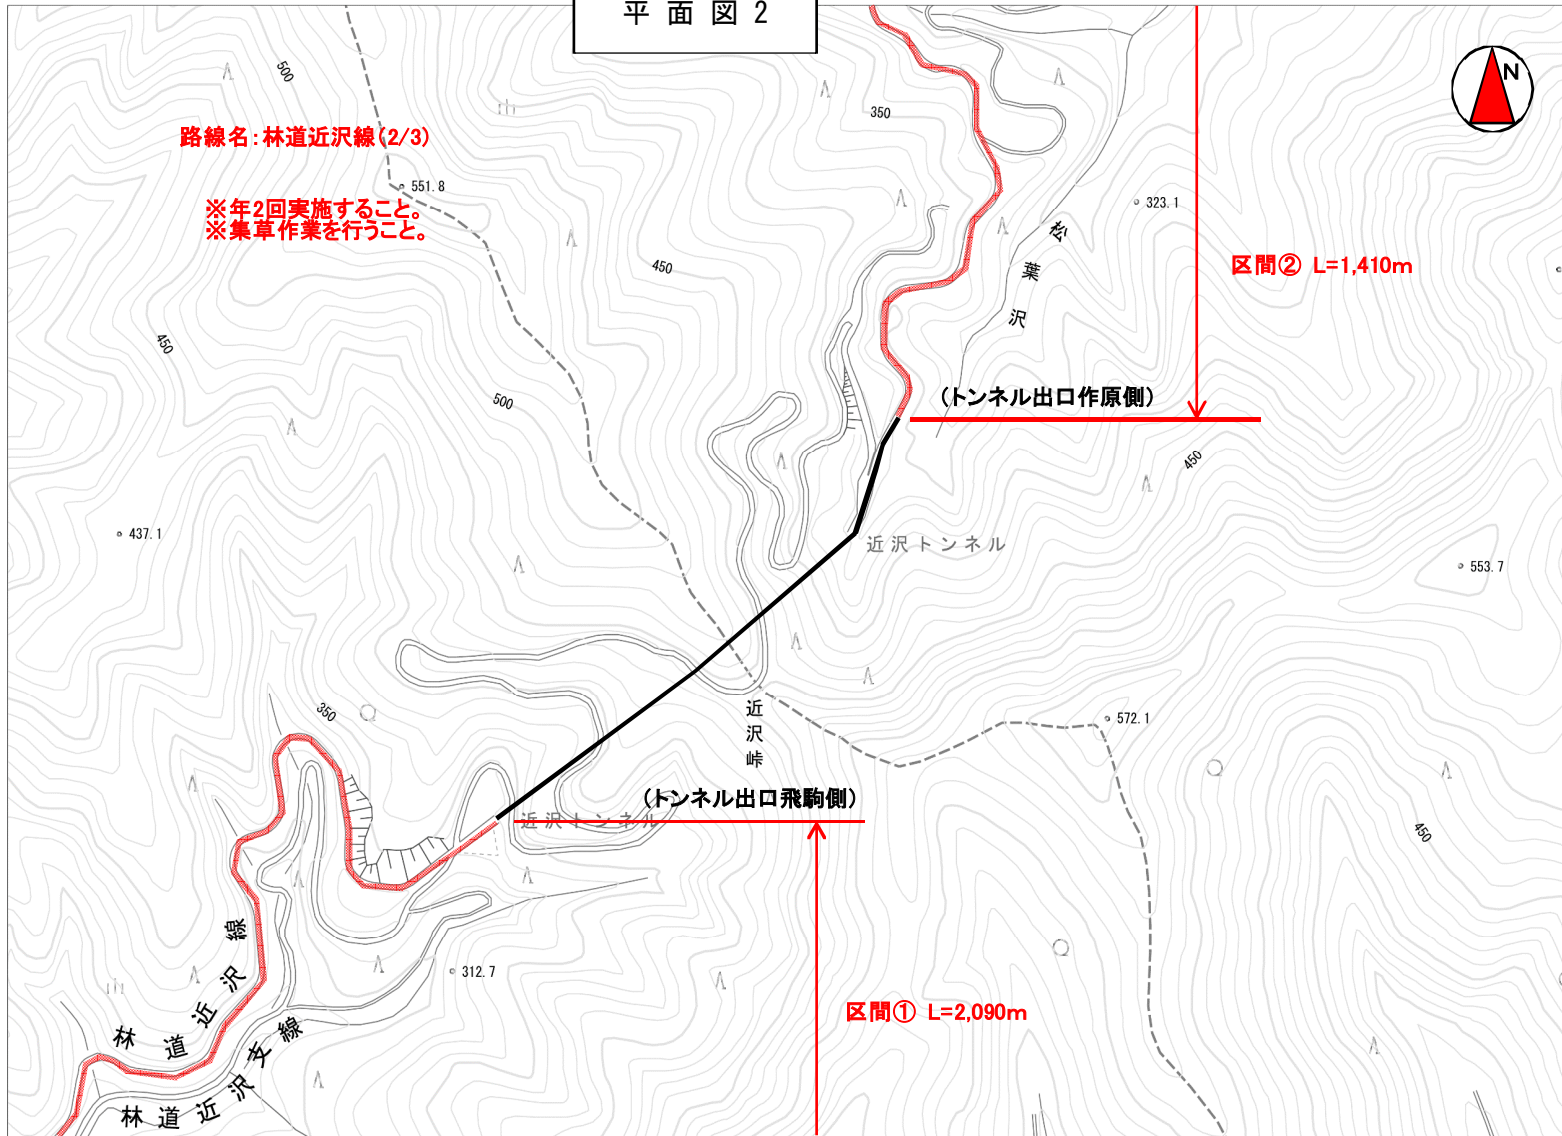 平面図2
N
500
路線名:林道近沢線(2/3)
551.8
※年2回実施すること。
※集草作業を行うこと。
350
323.1
松葉沢
450
区間② L=1,410m
450
500
(トンネル出口作原側)
450
437.1
近沢トンネル
553.7
近沢峠
350
572.1
(トンネル出口飛駒側)
近沢トンネル
450
312.7
林道近沢線
区間① L=2,090m
林道近沢支線